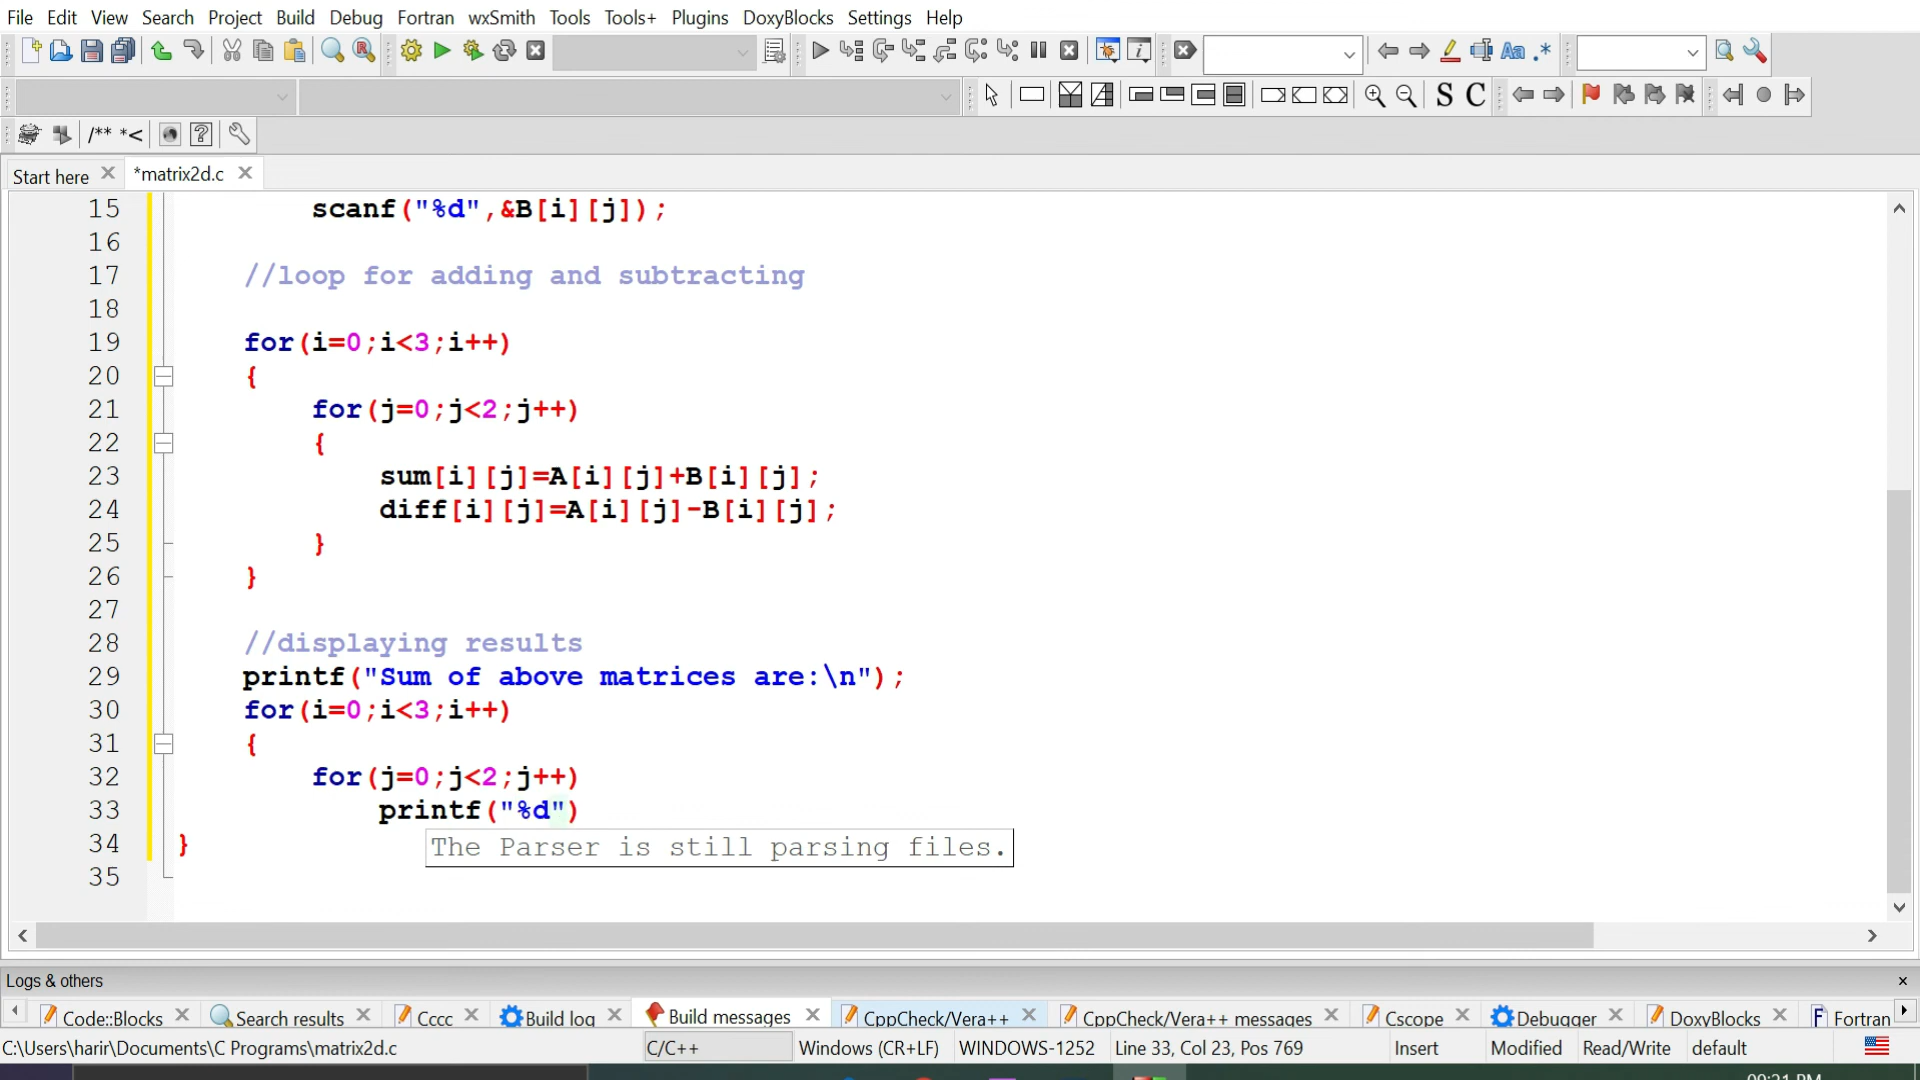 File Edit View Search Project Build Debug Fortran wxSmith Tools Tools+ Plugins DoxyBlocks Settings Help
S C
/** *<
Start here *matrix2d.c
15 scanf("%d",&B[i][j]);
16
17 //loop for adding and subtracting
18
19 for(i=0;i<3;i++)
20 {
21 for(j=0;j<2;j++)
22 {
23 sum[i][j]=A[i][j]+B[i][j];
24 diff[i][j]=A[i][j]-B[i][j];
25 }
26 }
27
28 //displaying results
29 printf("Sum of above matrices are:\n");
30 for(i=0;i<3;i++)
31 {
32 for(j=0;j<2;j++)
33 printf("%d")
34 }
The Parser is still parsing files.
35
Logs & others
Code::Blocks Search results Cccc Build log Build messages CppCheck/Vera++ CppCheck/Vera++ messages Cscope Debugger DoxyBlocks Fortran
C:\Users\harir\Documents\C Programs\matrix2d.c C/C++ Windows (CR+LF) WINDOWS-1252 Line 33, Col 23, Pos 769 Insert Modified Read/Write default